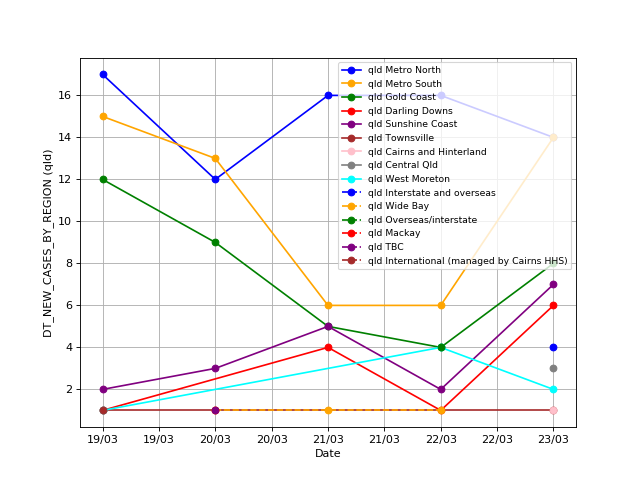 DT_NEW_CASES_BY_REGION (qld)
16
14
12
10
8
6
4
2
qld Metro North
qld Metro South
qld Gold Coast
qld Darling Downs
qld Sunshine Coast
qld Townsville
qld Cairns and Hinterland
qld Central Qld
qld West Moreton
qld Interstate and overseas
qld Wide Bay
qld Overseas/interstate
qld Mackay
qld TBC
qld International (managed by Cairns HHS)
19/03 19/03 20/03 20/03 21/03 21/03 22/03 22/03 23/03
Date